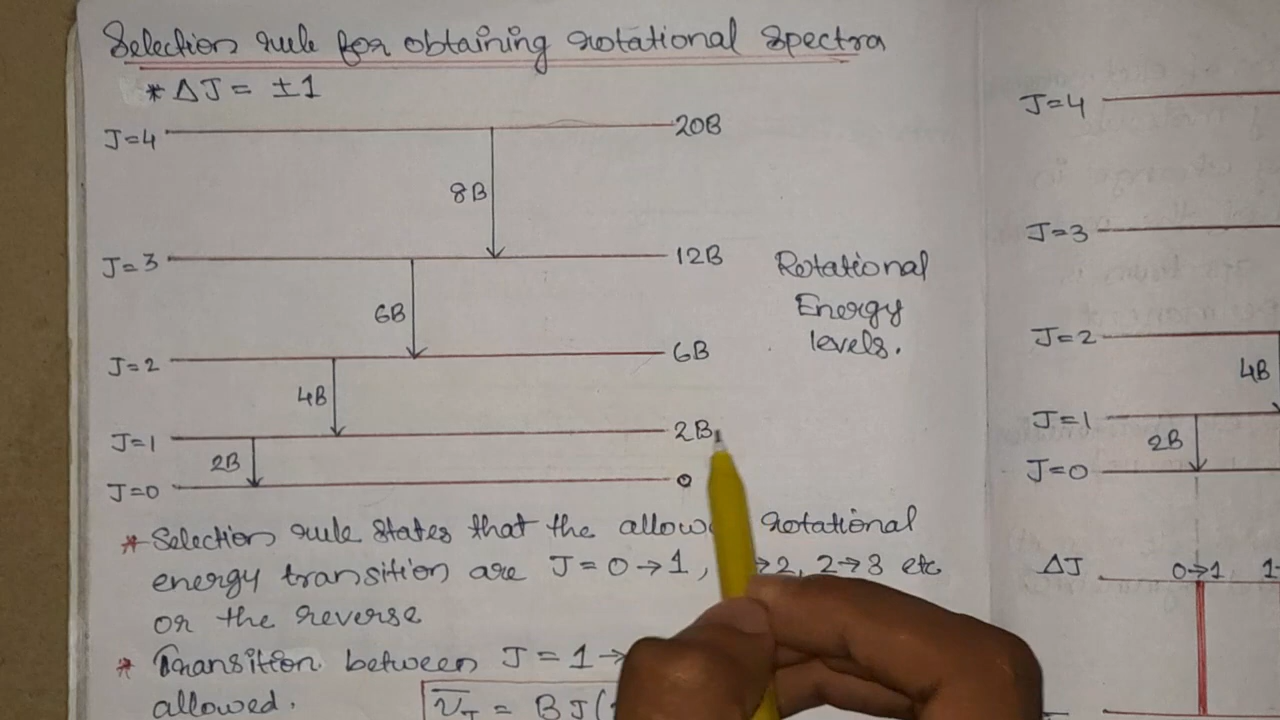 Selection rule for obtaining rotational spectra
* ΔJ = ±1
J=4 20B
8B
J=3 12B
Rotational
Energy
levels.
6B
J=2 6B
4B
J=1 2B
2B
J=0 0
* Selection rule states that the rotational
energy transition are J=0→1, →2, 2→3 etc
or the reverse
* Transition between J=1→
allowed.
ν̅ = BJ(
J=4
J=3
J=2
4B
J=1
2B
J=0
ΔJ 0→1